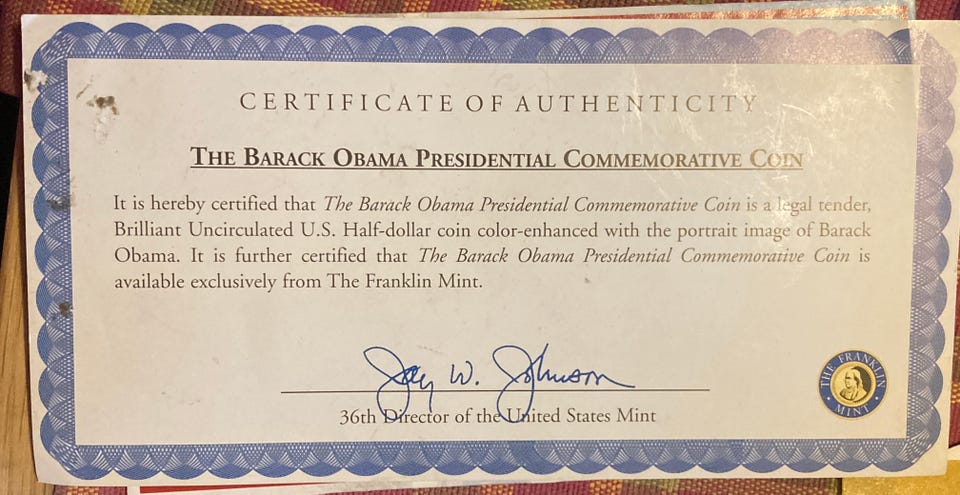 CERTIFICATE OF AUTHENTICITY
THE BARACK OBAMA PRESIDENTIAL COMMEMORATIVE COIN
It is hereby certified that The Barack Obama Presidential Commemorative Coin is a legal tender,
Brilliant Uncirculated U.S. Half-dollar coin color-enhanced with the portrait image of Barack
Obama. It is further certified that The Barack Obama Presidential Commemorative Coin is
available exclusively from The Franklin Mint.
Jay W. Johnson
36th Director of the United States Mint
THE FRANKLIN MINT